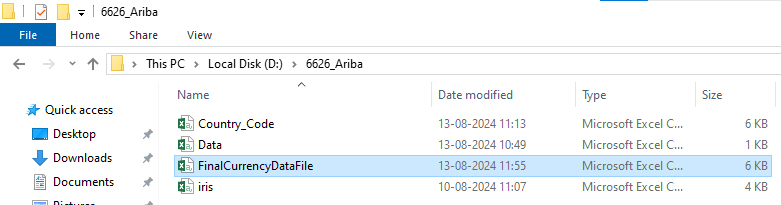 6626_Ariba
File Home Share View
This PC Local Disk (D:) 6626_Ariba
Name Date modified Type Size
Quick access
Country_Code 13-08-2024 11:13 Microsoft Excel C... 6 KB
Desktop
Data 13-08-2024 10:49 Microsoft Excel C... 1 KB
Downloads
FinalCurrencyDataFile 13-08-2024 11:55 Microsoft Excel C... 6 KB
Documents
iris 10-08-2024 11:07 Microsoft Excel C... 4 KB